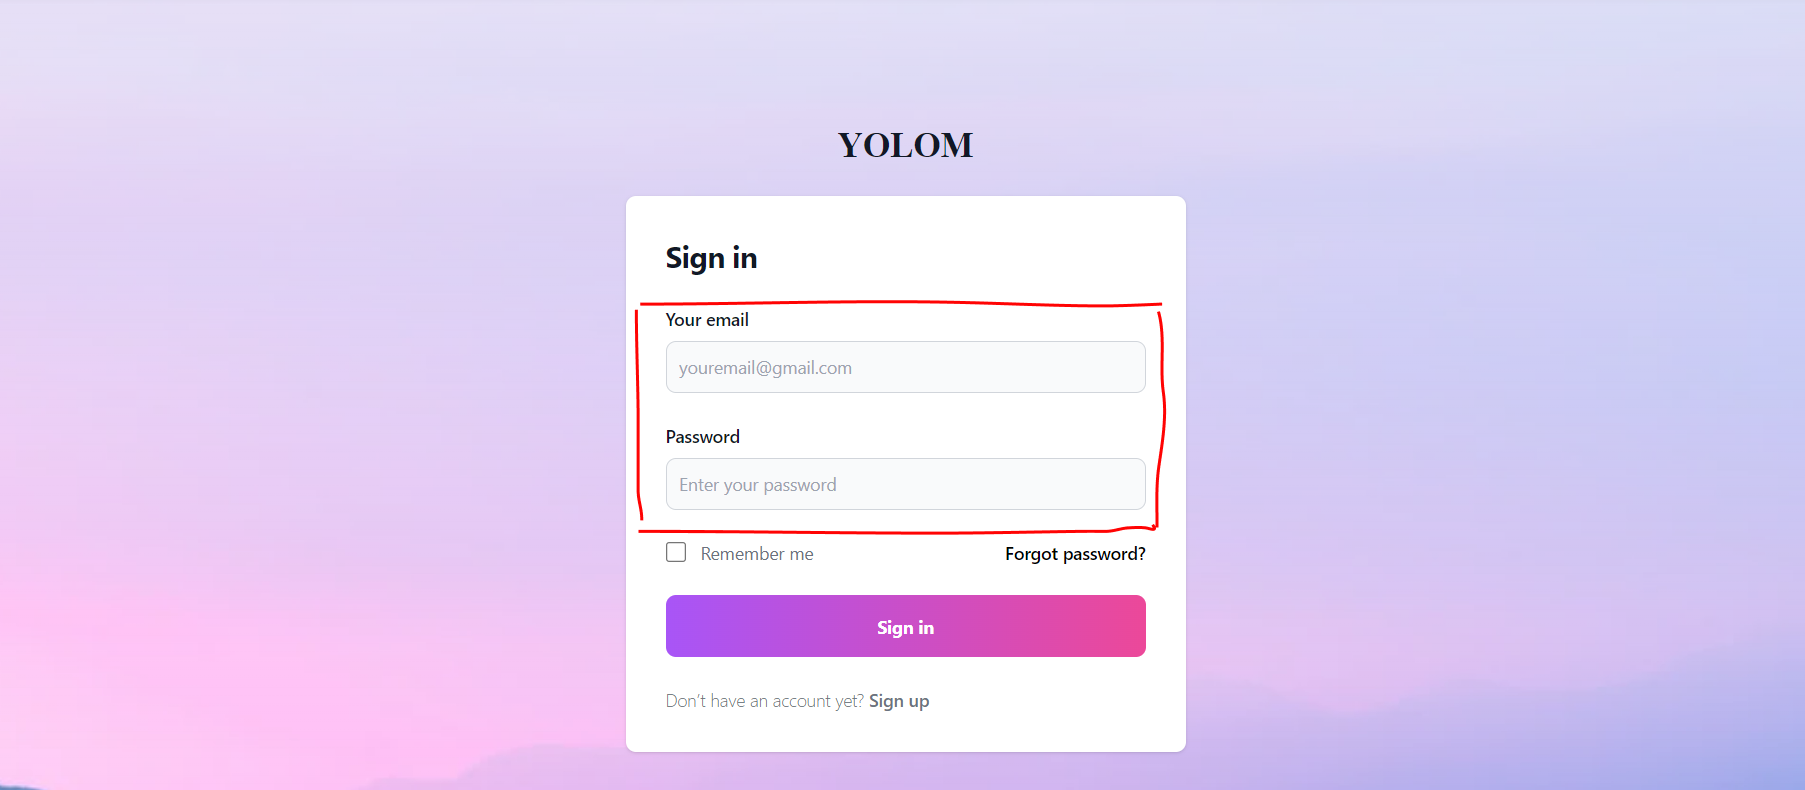 YOLOM
Sign in
Your email
youremail@gmail.com
Password
Enter your password
Remember me Forgot password?
Sign in
Don't have an account yet? Sign up